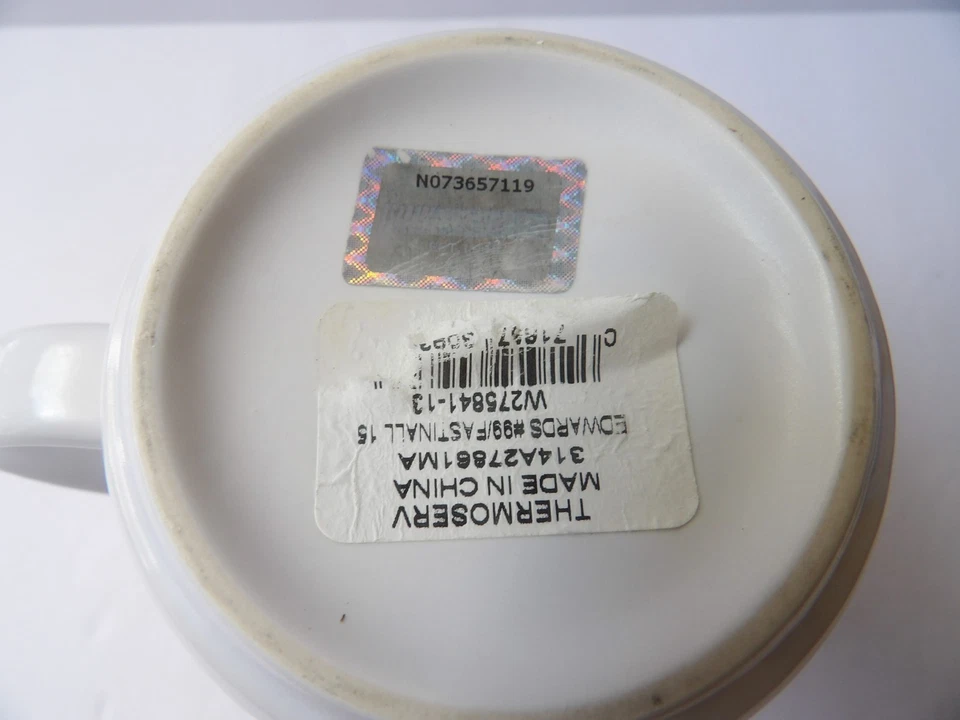 N073657119
THERMOSERV
MADE IN CHINA
314A27861MA
EDWARDS #99/FASTINALL 15
W275841-13